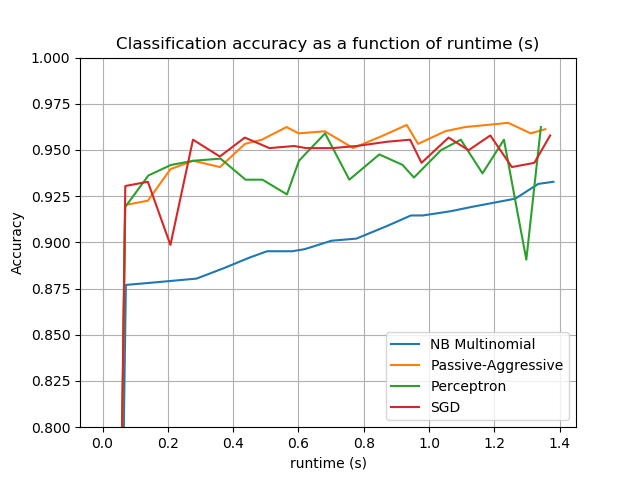 Classification accuracy as a function of runtime (s)
1.000
0.975
0.950
0.925
0.900
0.875
0.850
0.825
0.800
Accuracy
NB Multinomial
Passive-Aggressive
Perceptron
SGD
0.0 0.2 0.4 0.6 0.8 1.0 1.2 1.4
runtime (s)